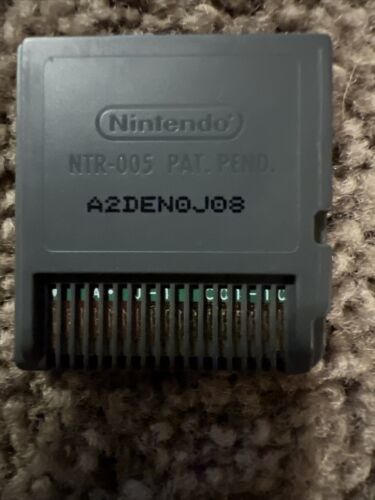 Nintendo
NTR-005 PAT. PEND.
A2DEN0J08